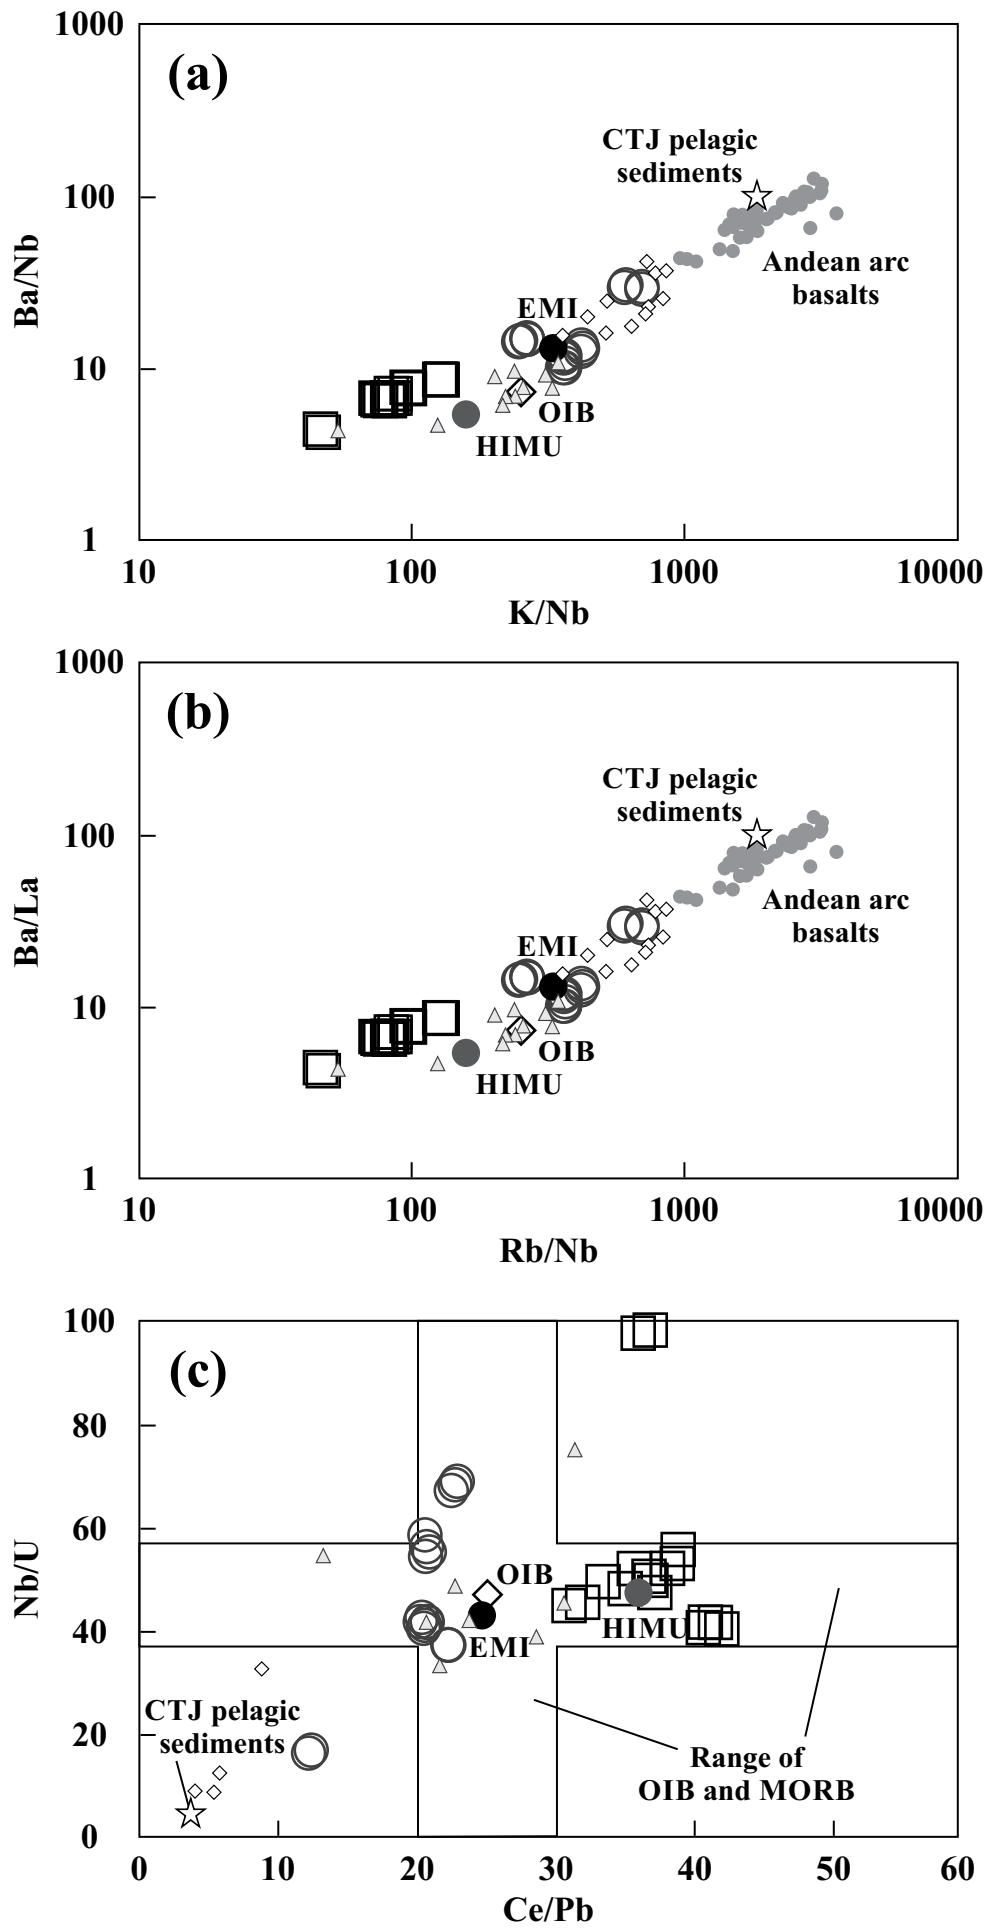 1000
(a)
CTJ pelagic
sediments
100
Ba/Nb
Andean arc
basalts
EMI
10
OIB
HIMU
1
10
100
1000
10000
K/Nb
1000
(b)
CTJ pelagic
sediments
100
Ba/La
Andean arc
basalts
EMI
10
OIB
HIMU
1
10
100
1000
10000
Rb/Nb
100
(c)
80
60
Nb/U
OIB
40
HIMU
EMI
CTJ pelagic
sediments
20
Range of
OIB and MORB
0
0
10
20
30
40
50
60
Ce/Pb